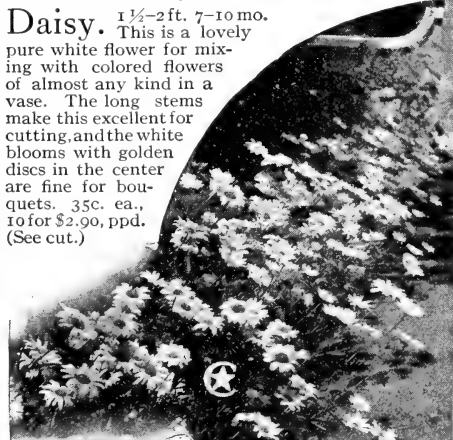 Daisy. 1½–2 ft. 7–10 mo.
This is a lovely
pure white flower for mix-
ing with colored flowers
of almost any kind in a
vase. The long stems
make this excellent for
cutting, and the white
blooms with golden
discs in the center
are fine for bou-
quets. 35c. ea.,
10 for $2.90, ppd.
(See cut.)